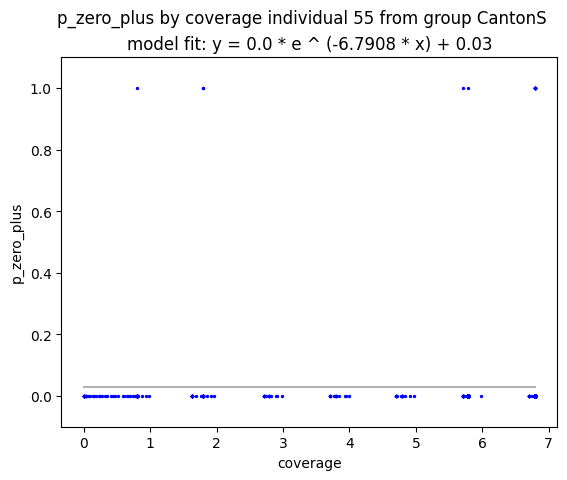 p_zero_plus by coverage individual 55 from group CantonS
model fit: y = 0.0 * e ^ (-6.7908 * x) + 0.03
1.0
0.8
0.6
0.4
0.2
0.0
p_zero_plus
0 1 2 3 4 5 6 7
coverage